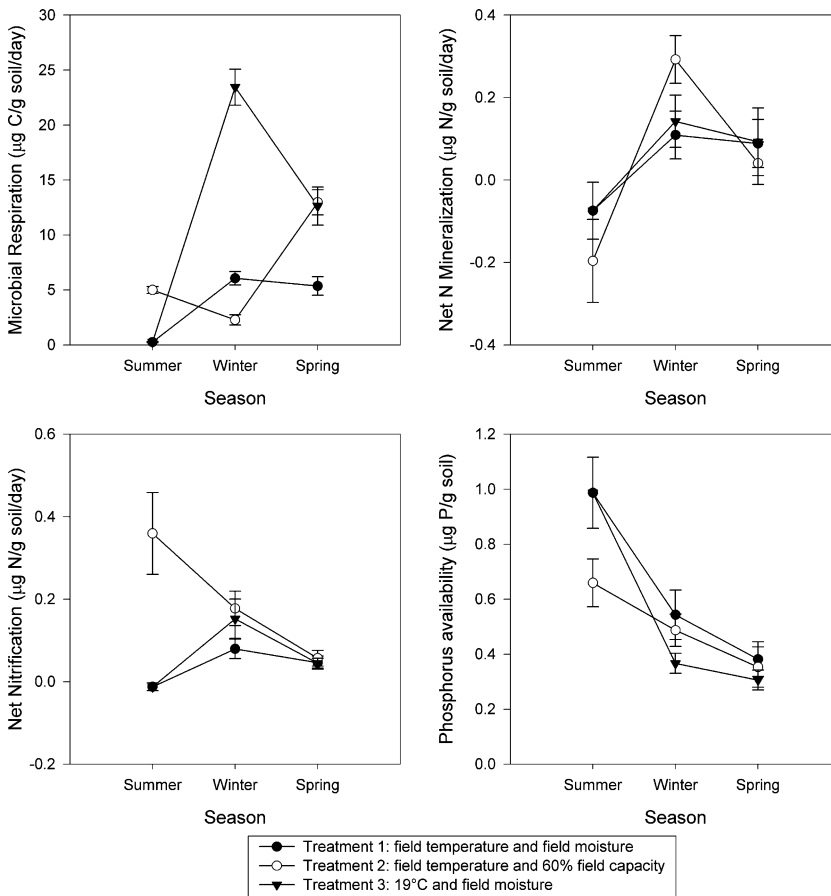 Microbial Respiration (µg C/g soil/day)
30
25
20
15
10
5
0
Summer Winter Spring
Season
Net N Mineralization (µg N/g soil/day)
0.4
0.2
0.0
-0.2
-0.4
Summer Winter Spring
Season
Net Nitrification (µg N/g soil/day)
0.6
0.4
0.2
0.0
-0.2
Summer Winter Spring
Season
Phosphorus availability (µg P/g soil)
1.2
1.0
0.8
0.6
0.4
0.2
0.0
Summer Winter Spring
Season
Treatment 1: field temperature and field moisture
Treatment 2: field temperature and 60% field capacity
Treatment 3: 19°C and field moisture